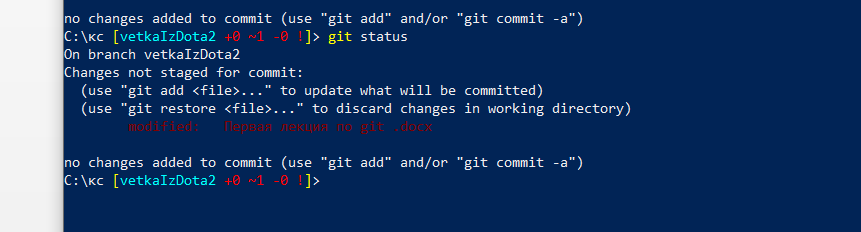 no changes added to commit (use "git add" and/or "git commit -a")
C:\кс [vetkaIzDota2 +0 ~1 -0 !]> git status
On branch vetkaIzDota2
Changes not staged for commit:
  (use "git add <file>..." to update what will be committed)
  (use "git restore <file>..." to discard changes in working directory)
        modified:   Первая лекция по git .docx

no changes added to commit (use "git add" and/or "git commit -a")
C:\кс [vetkaIzDota2 +0 ~1 -0 !]>